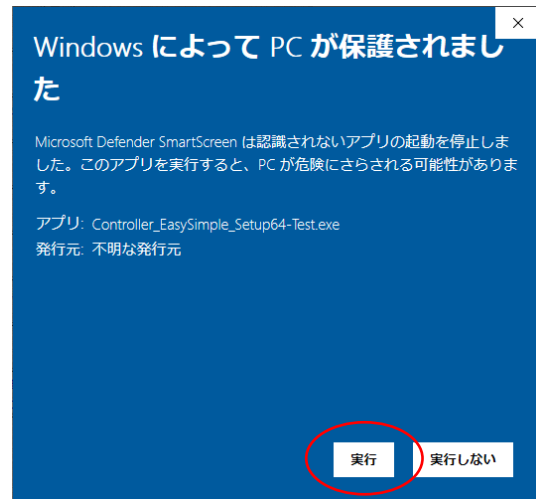 Windows によって PC が保護されまし
た
Microsoft Defender SmartScreen は認識されないアプリの起動を停止しま
した。このアプリを実行すると、PC が危険にさらされる可能性がありま
す。
アプリ: Controller_EasySimple_Setup64-Test.exe
発行元: 不明な発行元
実行 実行しない